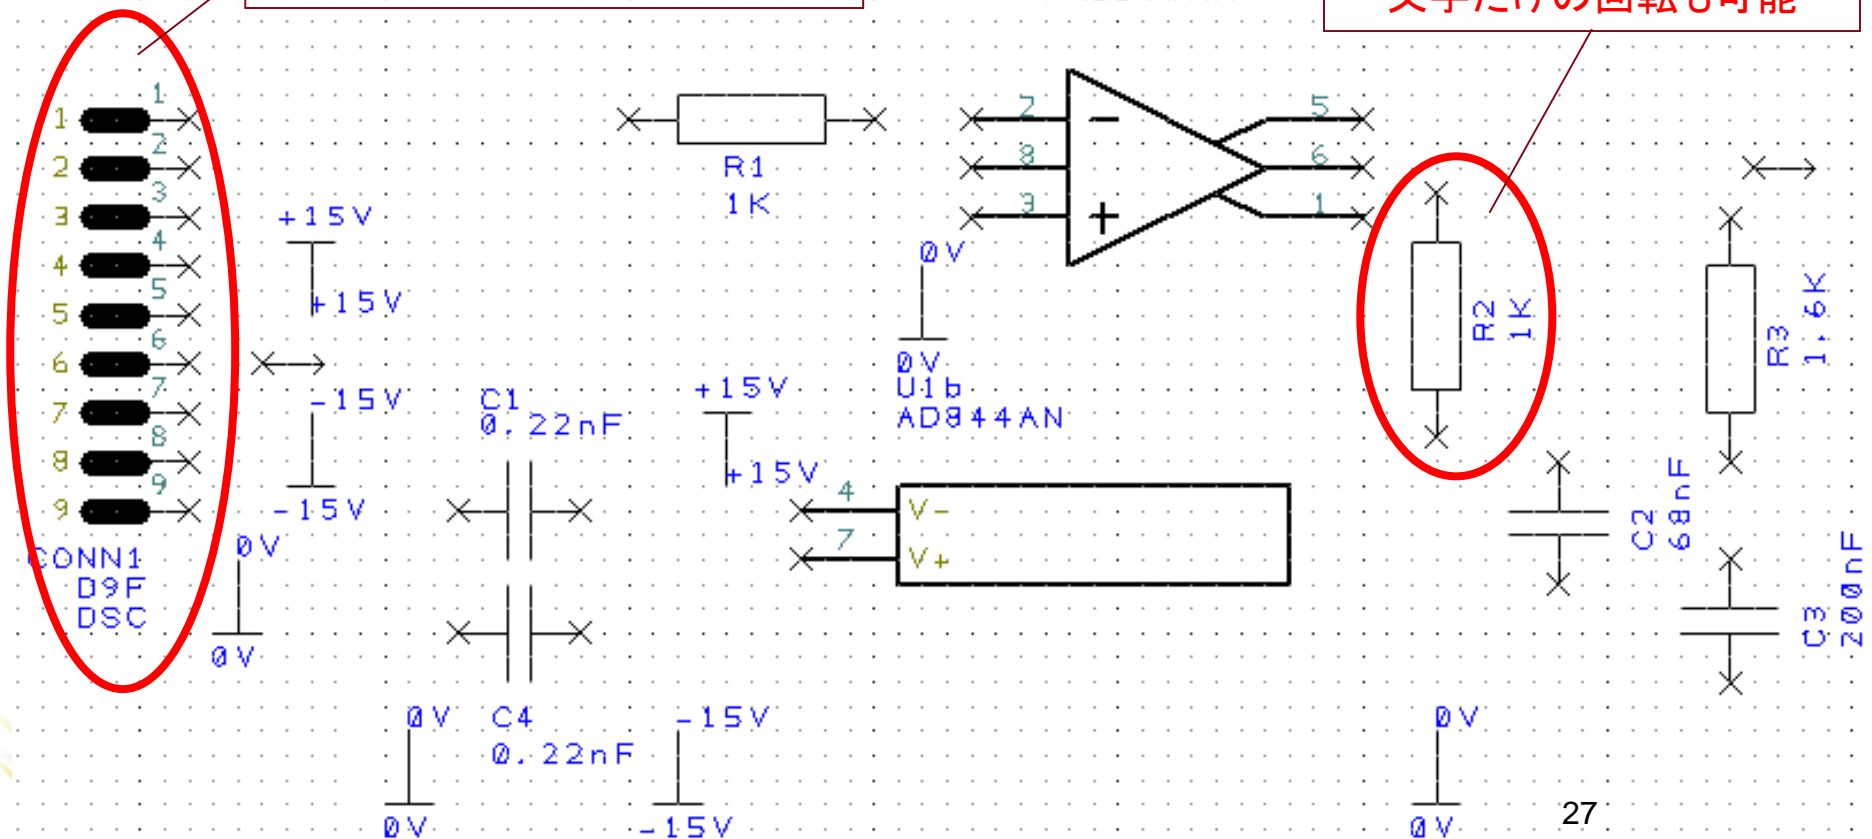 文字だけの回転も可能
1 1
2 2
3 3
4 4
5 5
6 6
7 7
8 8
9 9
CONN1
D9F
DSC
+15V
+15V
-15V
-15V
0V
0V
R1
1K
2
8
3
-
+
5
6
1
0V
0V
U1b
AD844AN
R2
1K
R3
1.6K
C1
0.22nF
+15V
+15V
4
7
V-
V+
C2
68nF
C3
200nF
C4
0.22nF
0V
0V
-15V
-15V
0V
0V
27